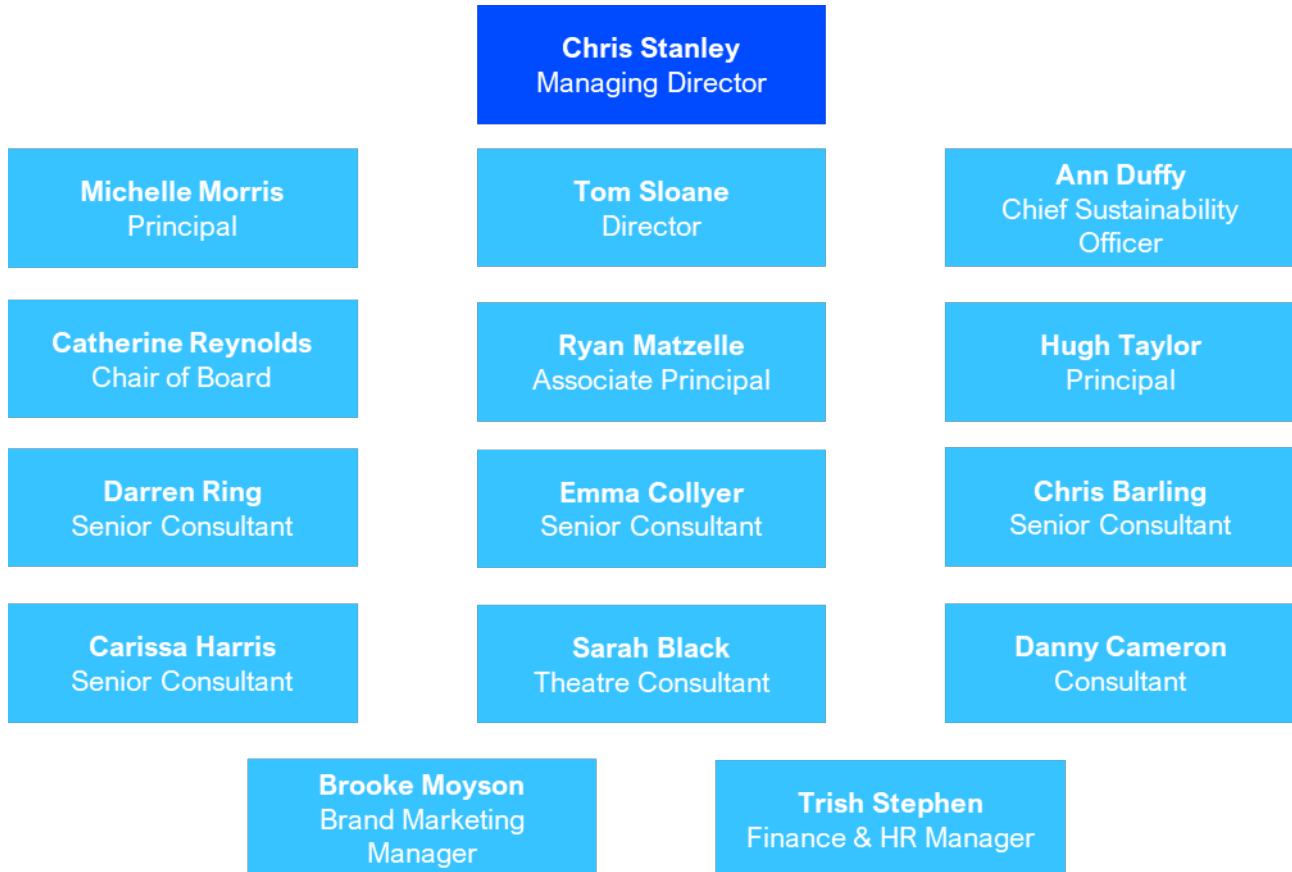 Chris Stanley
Managing Director
Michelle Morris
Principal
Tom Sloane
Director
Ann Duffy
Chief Sustainability
Officer
Catherine Reynolds
Chair of Board
Ryan Matzelle
Associate Principal
Hugh Taylor
Principal
Darren Ring
Senior Consultant
Emma Collyer
Senior Consultant
Chris Barling
Senior Consultant
Carissa Harris
Senior Consultant
Sarah Black
Theatre Consultant
Danny Cameron
Consultant
Brooke Moyson
Brand Marketing
Manager
Trish Stephen
Finance & HR Manager